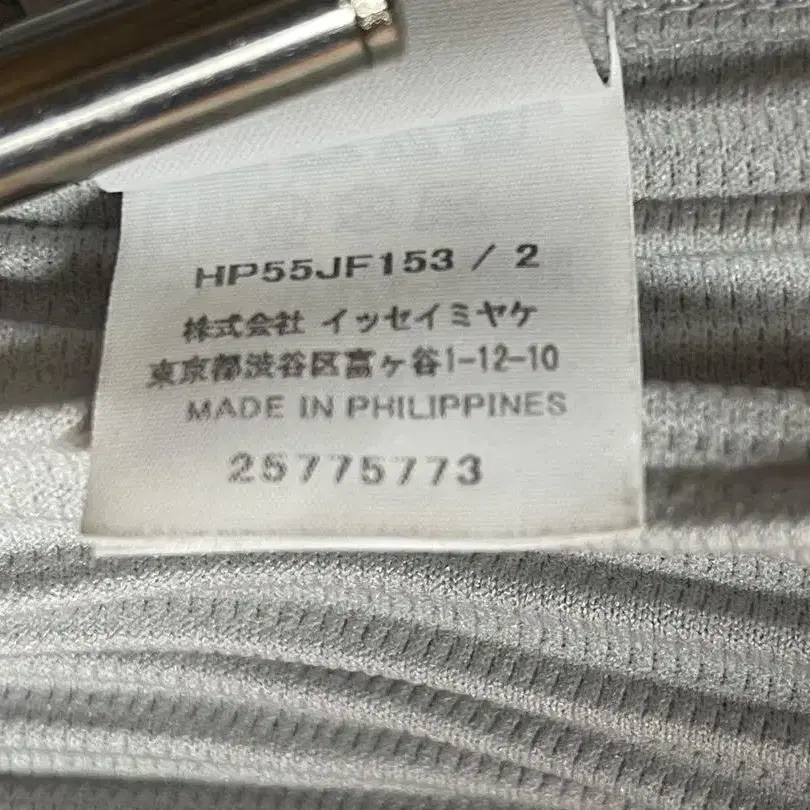 HP55JF153 / 2
株式会社 イッセイミヤケ
東京都渋谷区富ヶ谷1-12-10
MADE IN PHILIPPINES
25775773